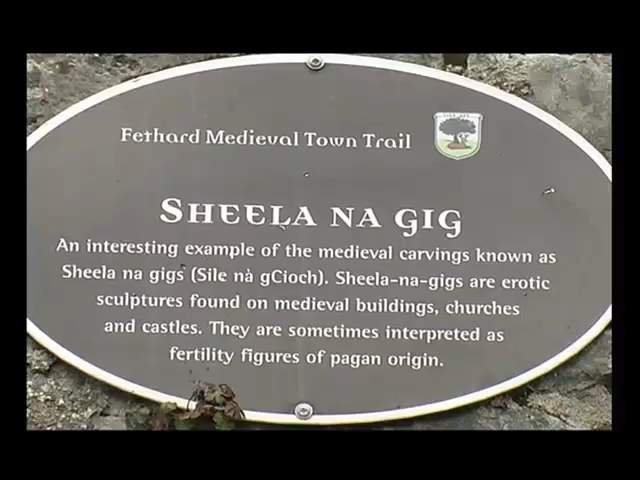 Fethard Medieval Town Trail
SHEELA NA GIG
An interesting example of the medieval carvings known as
Sheela na gigs (Sile nà gCioch). Sheela-na-gigs are erotic
sculptures found on medieval buildings, churches
and castles. They are sometimes interpreted as
fertility figures of pagan origin.